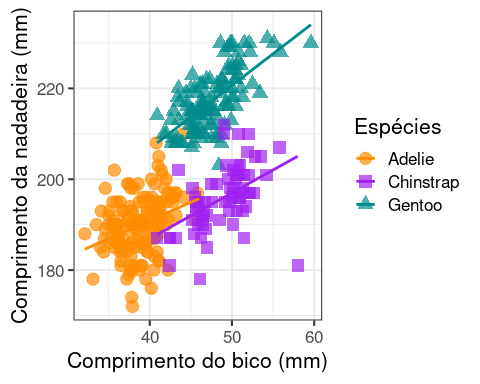 Comprimento da nadadeira (mm)
220
200
180
40
50
60
Comprimento do bico (mm)
Espécies
Adelie
Chinstrap
Gentoo